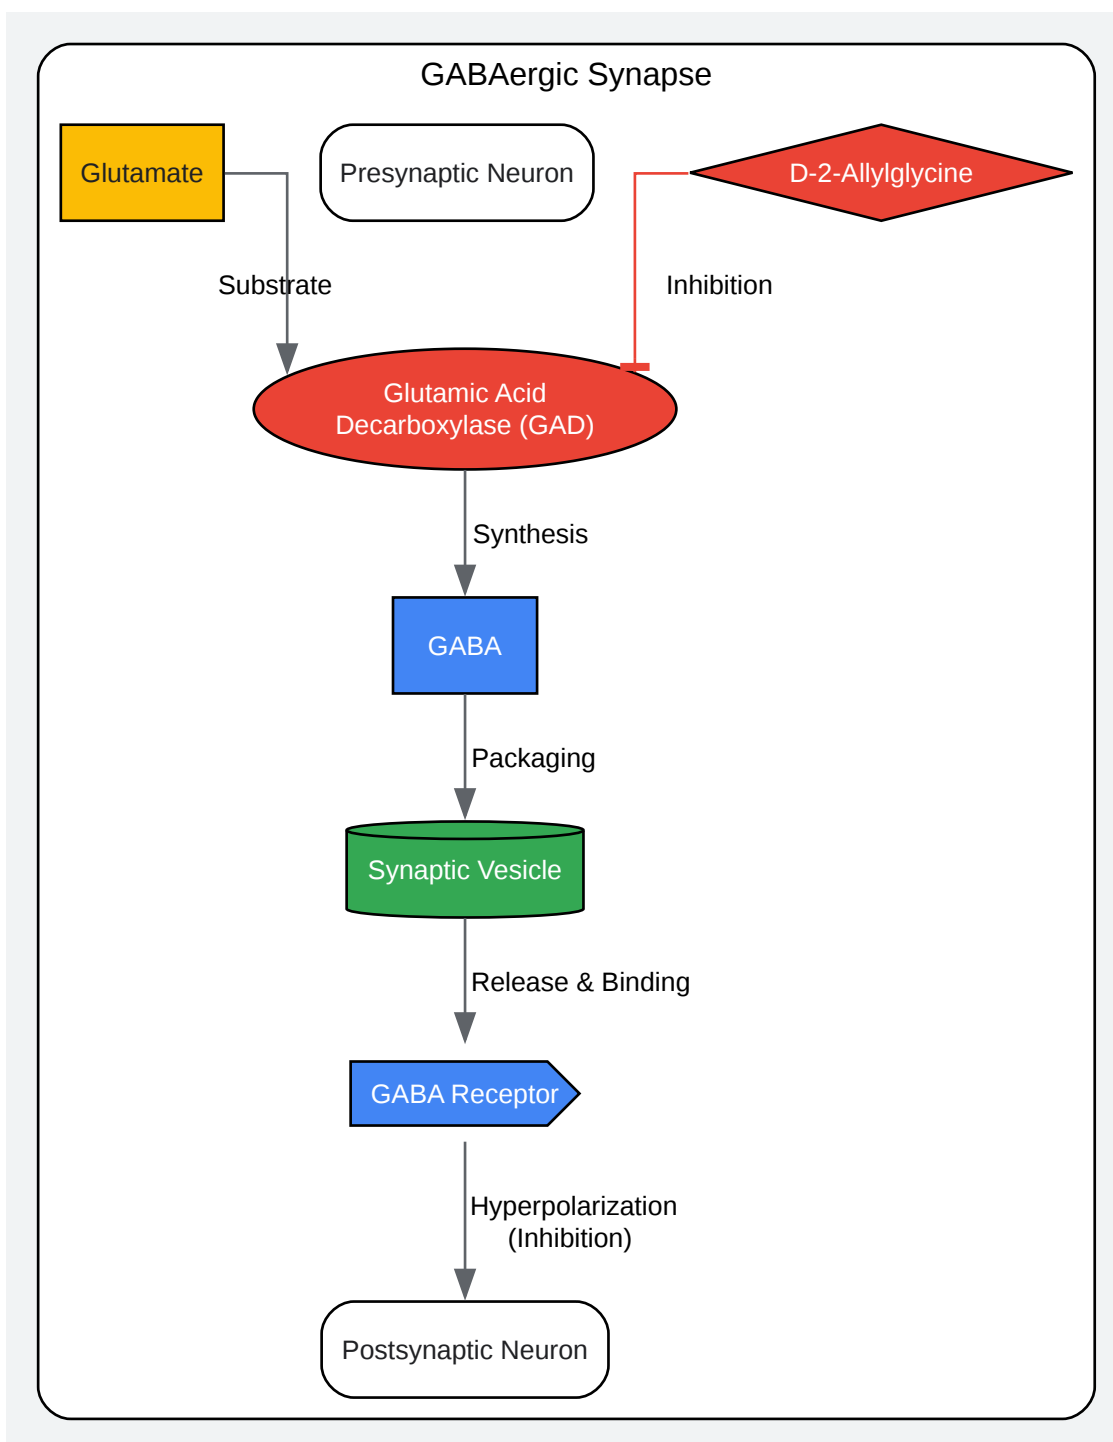 GABAergic Synapse
Glutamate
Presynaptic Neuron
D-2-Allylglycine
Substrate
Inhibition
Glutamic Acid
Decarboxylase (GAD)
Synthesis
GABA
Packaging
Synaptic Vesicle
Release & Binding
GABA Receptor
Hyperpolarization
(Inhibition)
Postsynaptic Neuron